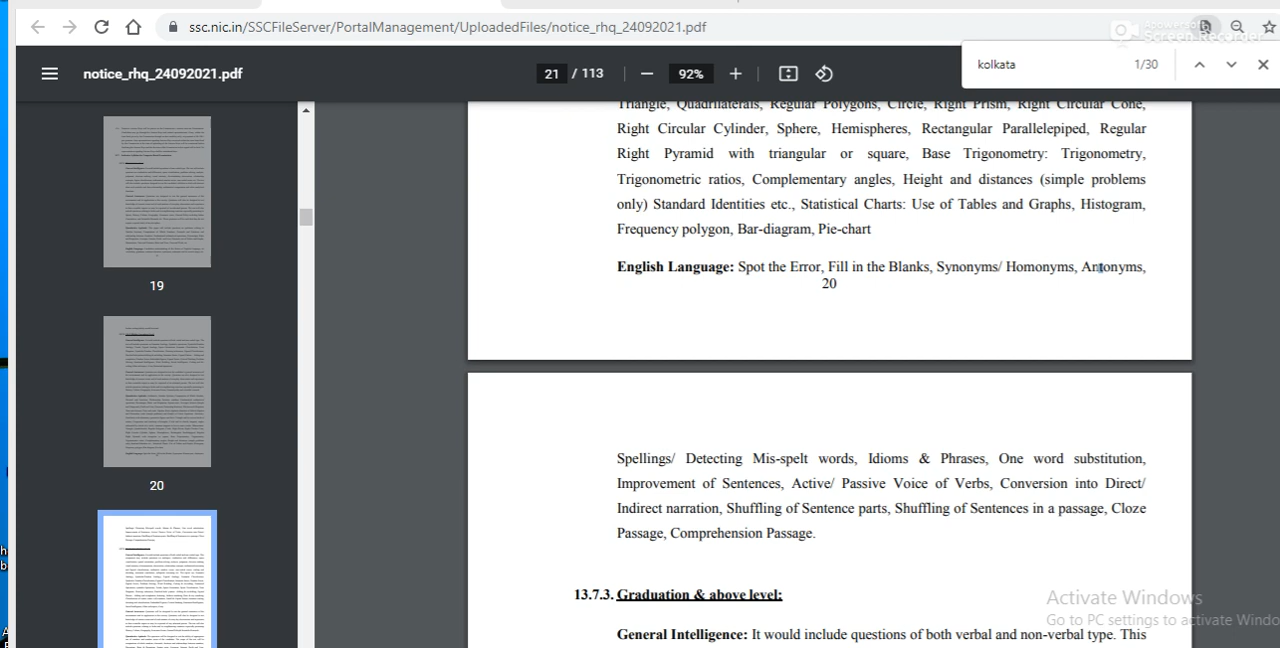 ssc.nic.in/SSCFileServer/PortalManagement/UploadedFiles/notice_rhq_24092021.pdf
Screen Recorder
notice_rhq_24092021.pdf
21 / 113
92%
kolkata
1/30
Triangle, Quadrilaterals, Regular Polygons, Circle, Right Prism, Right Circular Cone,
Right Circular Cylinder, Sphere, Hemispheres, Rectangular Parallelepiped, Regular
Right Pyramid with triangular or square, Base Trigonometry: Trigonometry,
Trigonometric ratios, Complementary angles, Height and distances (simple problems
only) Standard Identities etc., Statistical Charts: Use of Tables and Graphs, Histogram,
Frequency polygon, Bar-diagram, Pie-chart
English Language: Spot the Error, Fill in the Blanks, Synonyms/ Homonyms, Antonyms,
20
19
20
Spellings/ Detecting Mis-spelt words, Idioms & Phrases, One word substitution,
Improvement of Sentences, Active/ Passive Voice of Verbs, Conversion into Direct/
Indirect narration, Shuffling of Sentence parts, Shuffling of Sentences in a passage, Cloze
Passage, Comprehension Passage.
13.7.3. Graduation & above level:
Activate Windows
Go to PC settings to activate Windo
General Intelligence: It would include questions of both verbal and non-verbal type. This